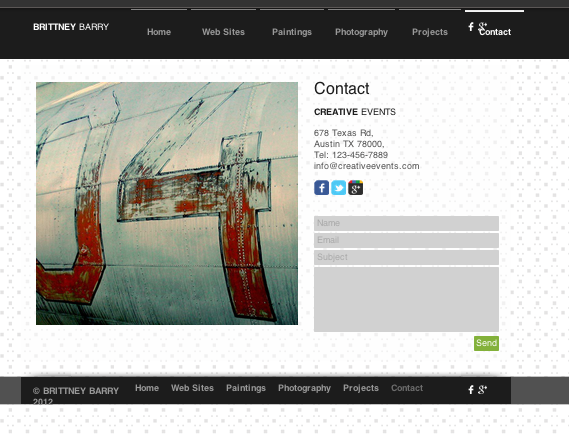 BRITTNEY BARRY
Home Web Sites Paintings Photography Projects Contact
Contact
CREATIVE EVENTS
678 Texas Rd,
Austin TX 78000,
Tel: 123-456-7889
info@creativeevents.com
04
Name
Email
Subject
Send
© BRITTNEY BARRY
2012
Home Web Sites Paintings Photography Projects Contact